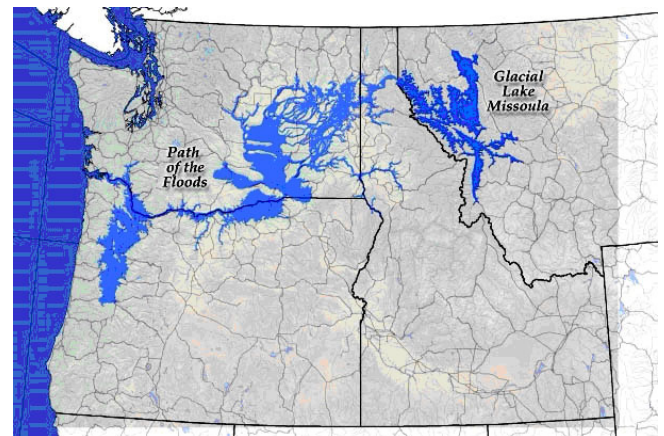 Glacial
Lake
Missoula
Path
of the
Floods